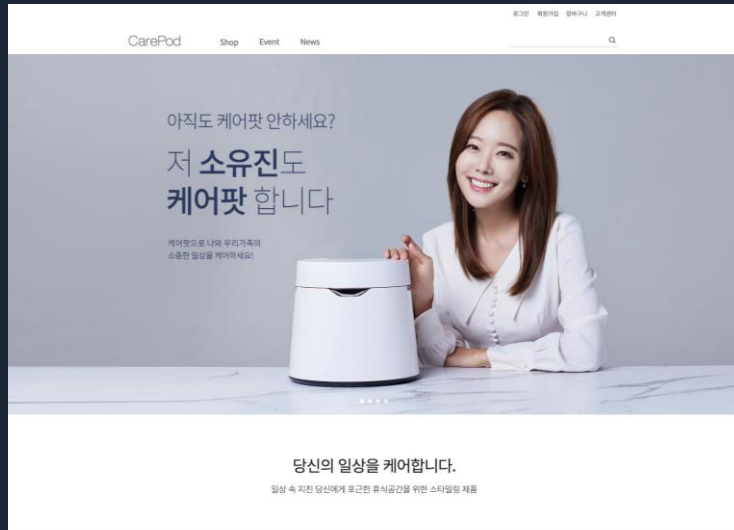 로그인 회원가입 장바구니 고객센터
CarePod Shop Event News
아직도 케어팟 안하세요?
저 소유진도
케어팟 합니다
케어팟으로 나와 우리가족의
소중한 일상을 케어하세요!
당신의 일상을 케어합니다.
일상 속 지친 당신에게 포근한 휴식공간을 위한 스타일링 제품